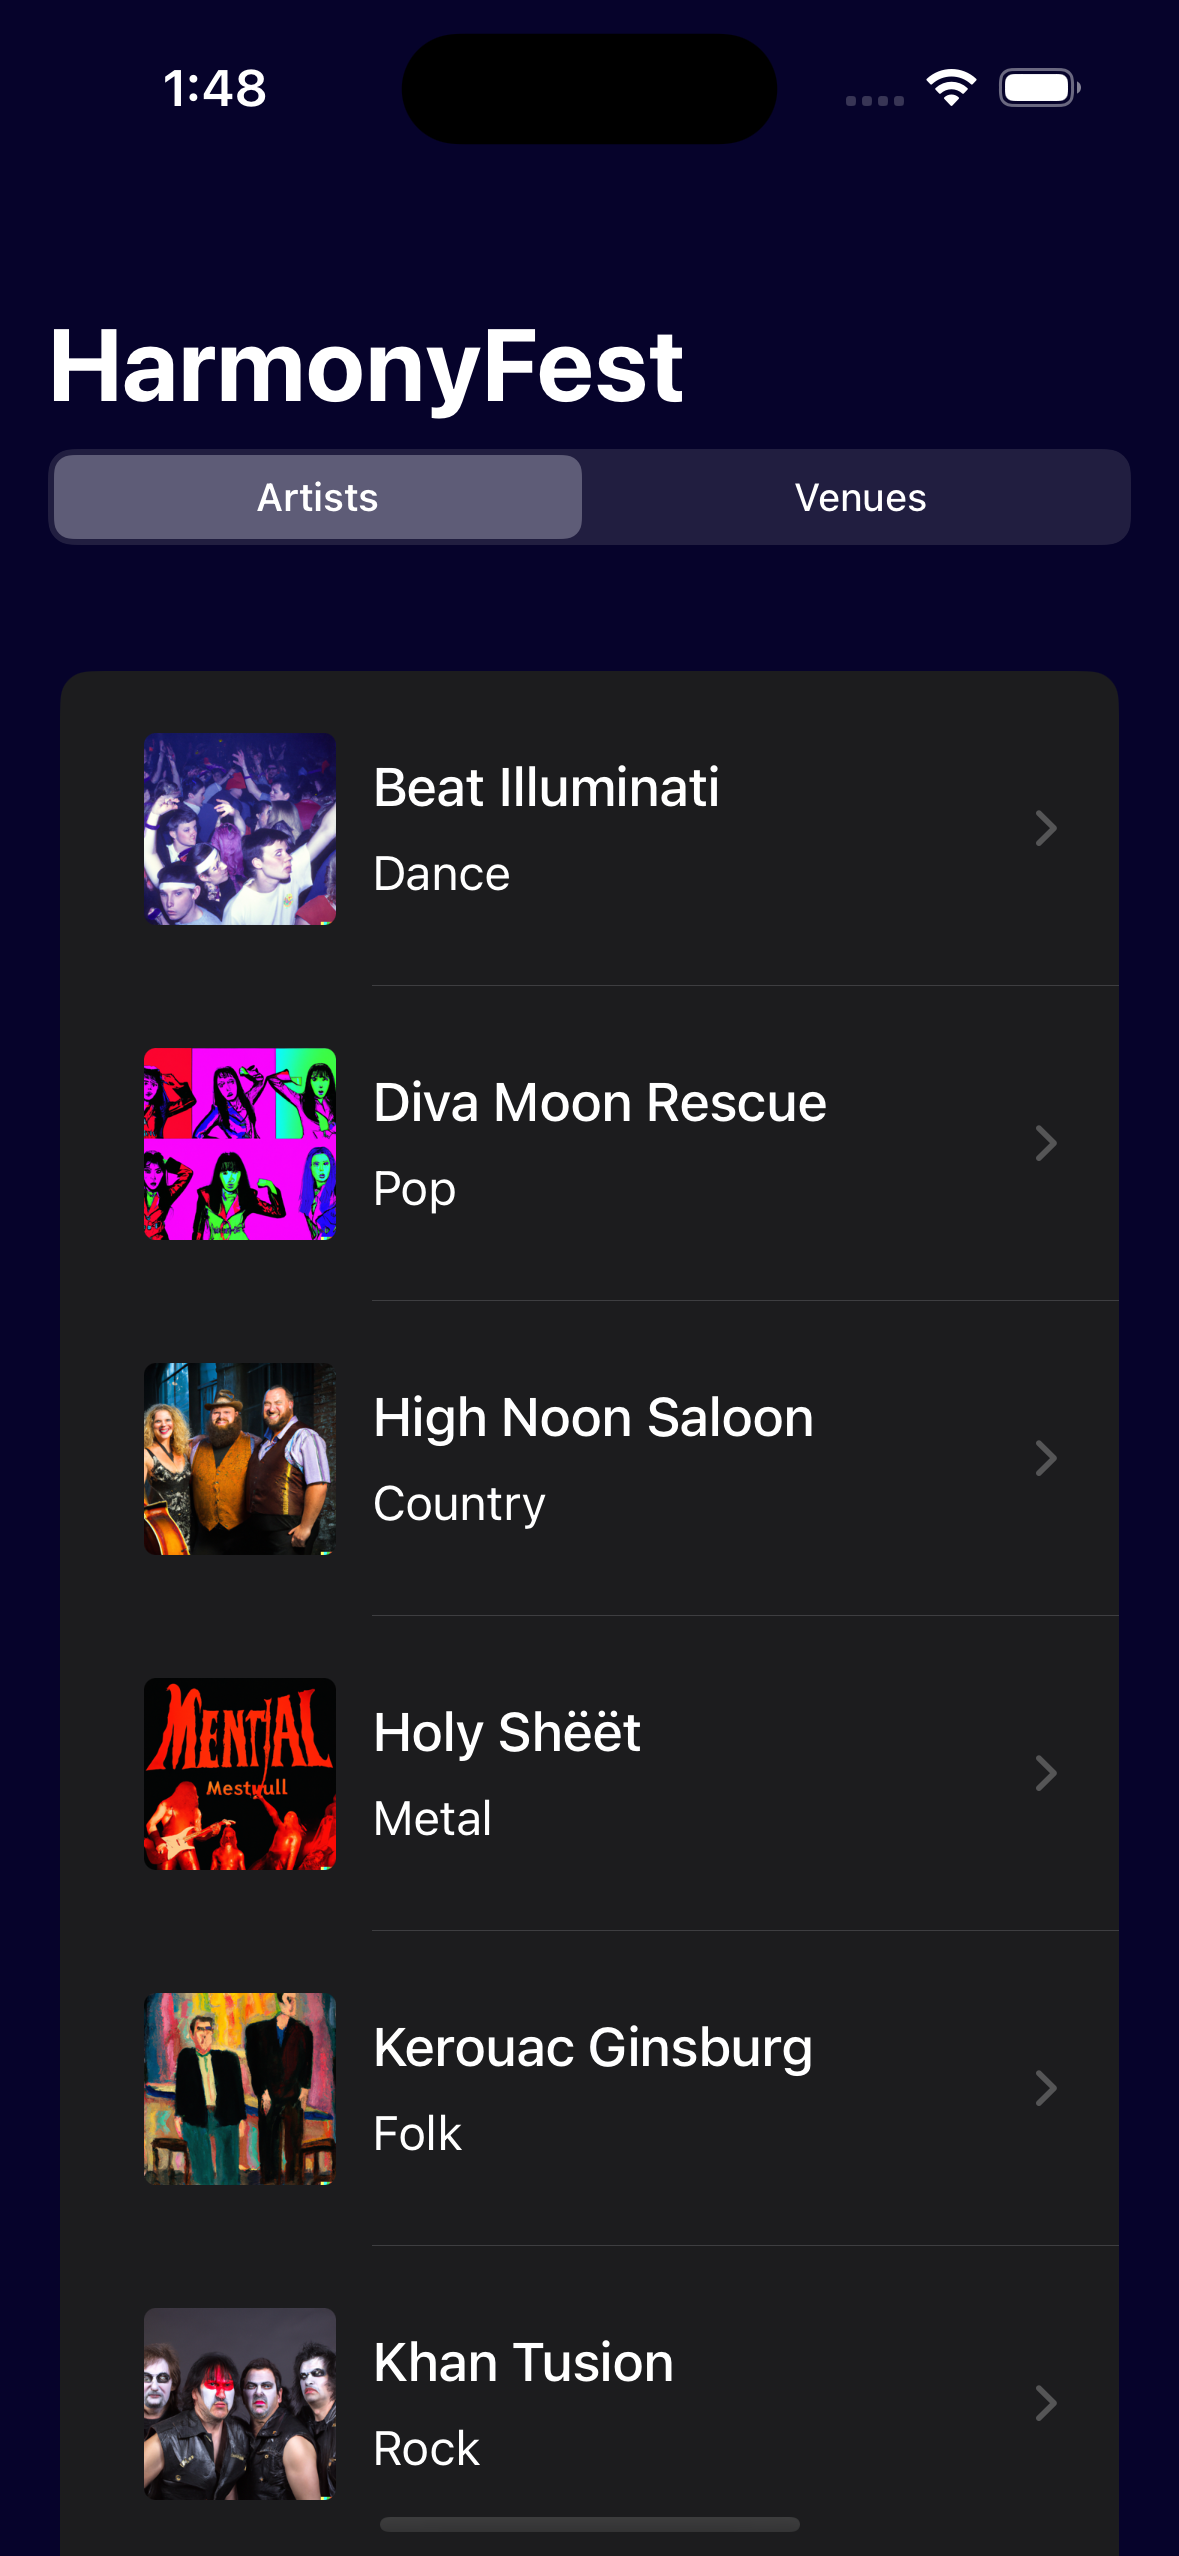 1:48
HarmonyFest
Artists
Venues
Beat Illuminati
Dance
Diva Moon Rescue
Pop
High Noon Saloon
Country
MENTAL
Holy Shëët
Metal
Kerouac Ginsburg
Folk
Khan Tusion
Rock